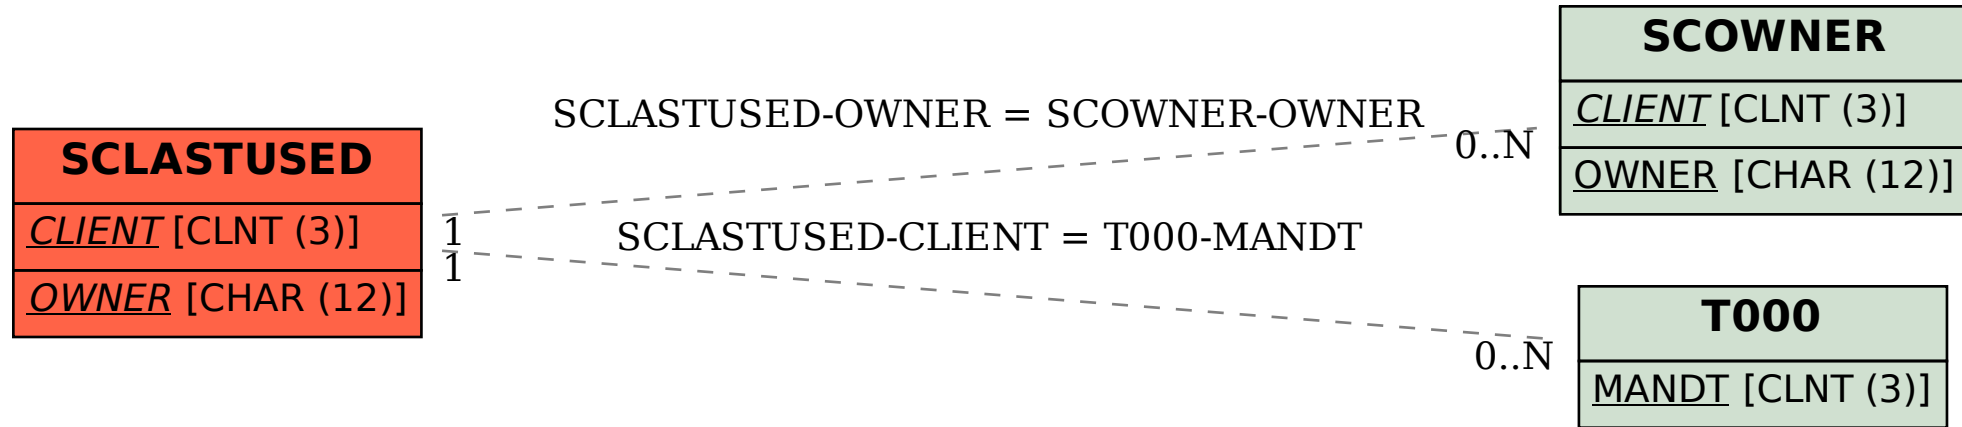 SCOWNER
CLIENT [CLNT (3)]
OWNER [CHAR (12)]
SCLASTUSED-OWNER = SCOWNER-OWNER
0..N
SCLASTUSED
CLIENT [CLNT (3)]
OWNER [CHAR (12)]
1
1
SCLASTUSED-CLIENT = T000-MANDT
0..N
T000
MANDT [CLNT (3)]